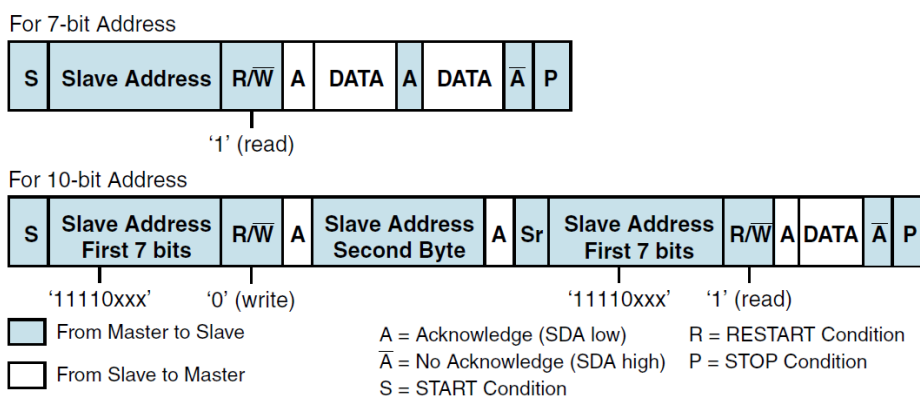 For 7-bit Address
S Slave Address R/W̅ A DATA A DATA A̅ P
‘1’ (read)
For 10-bit Address
S Slave Address First 7 bits R/W̅ A Slave Address Second Byte A Sr Slave Address First 7 bits R/W̅ A DATA A̅ P
‘11110xxx’ ‘0’ (write) ‘11110xxx’ ‘1’ (read)
From Master to Slave
From Slave to Master
A = Acknowledge (SDA low)
A̅ = No Acknowledge (SDA high)
S = START Condition
R = RESTART Condition
P = STOP Condition